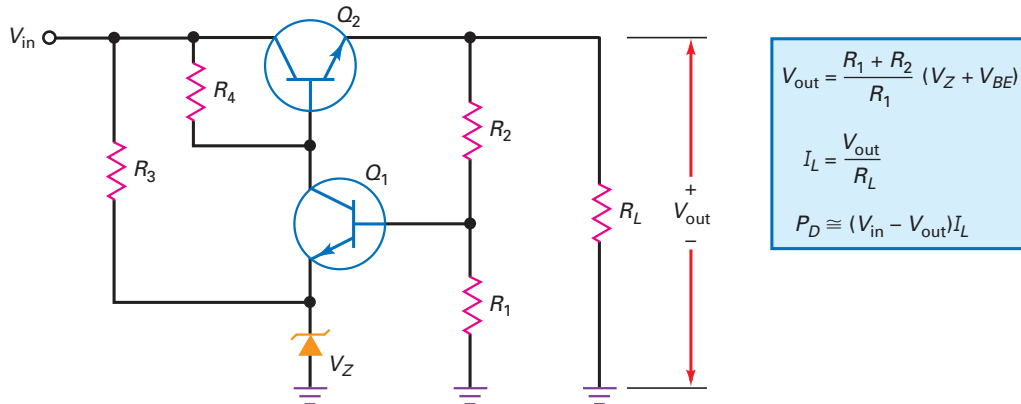 Q2
Vin
R4
R2
R3
Q1
RL
+
Vout
−
R1
VZ
Vout = R1 + R2 / R1 (VZ + VBE)
IL = Vout / RL
PD ≅ (Vin − Vout)IL